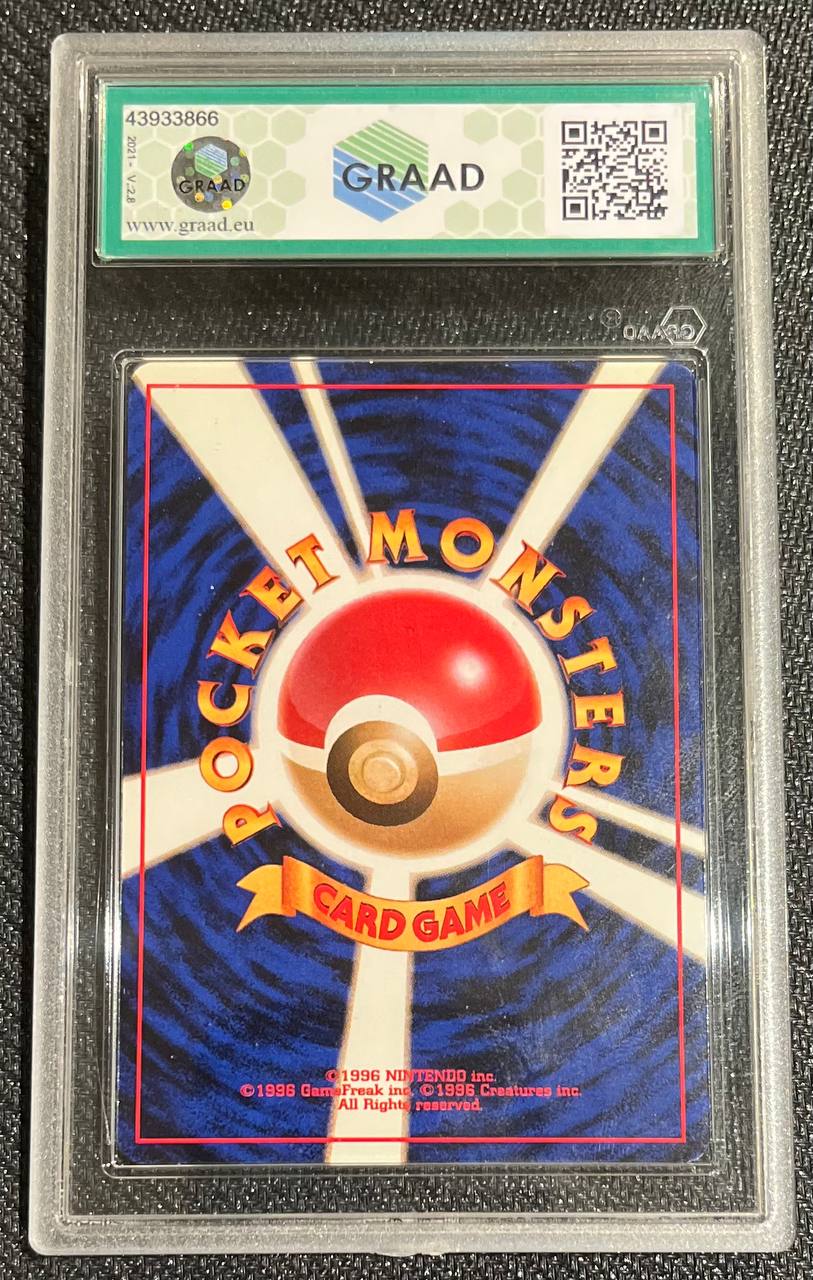 43933866
2021 - V.2.8
GRAAD
www.graad.eu
GRAAD
GRAAD
POCKET MONSTERS
CARD GAME
©1996 NINTENDO inc.
©1996 GameFreak inc. ©1996 Creatures inc.
All Rights reserved.